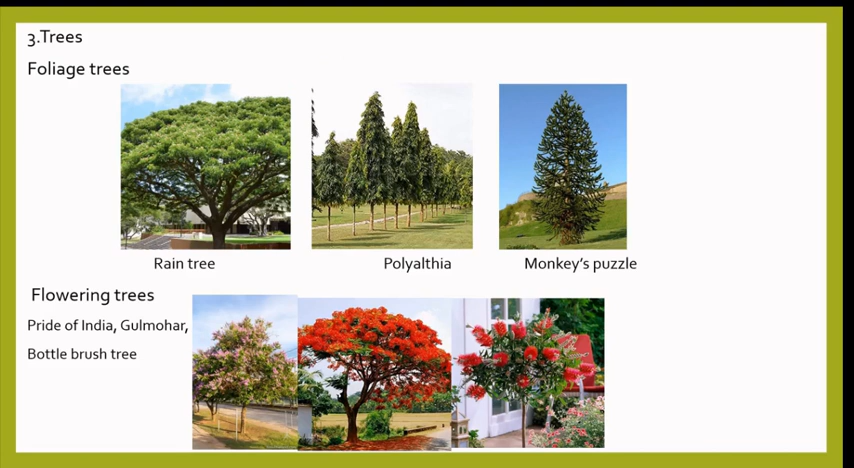 3.Trees
Foliage trees
Rain tree
Polyalthia
Monkey's puzzle
Flowering trees
Pride of India, Gulmohar,
Bottle brush tree